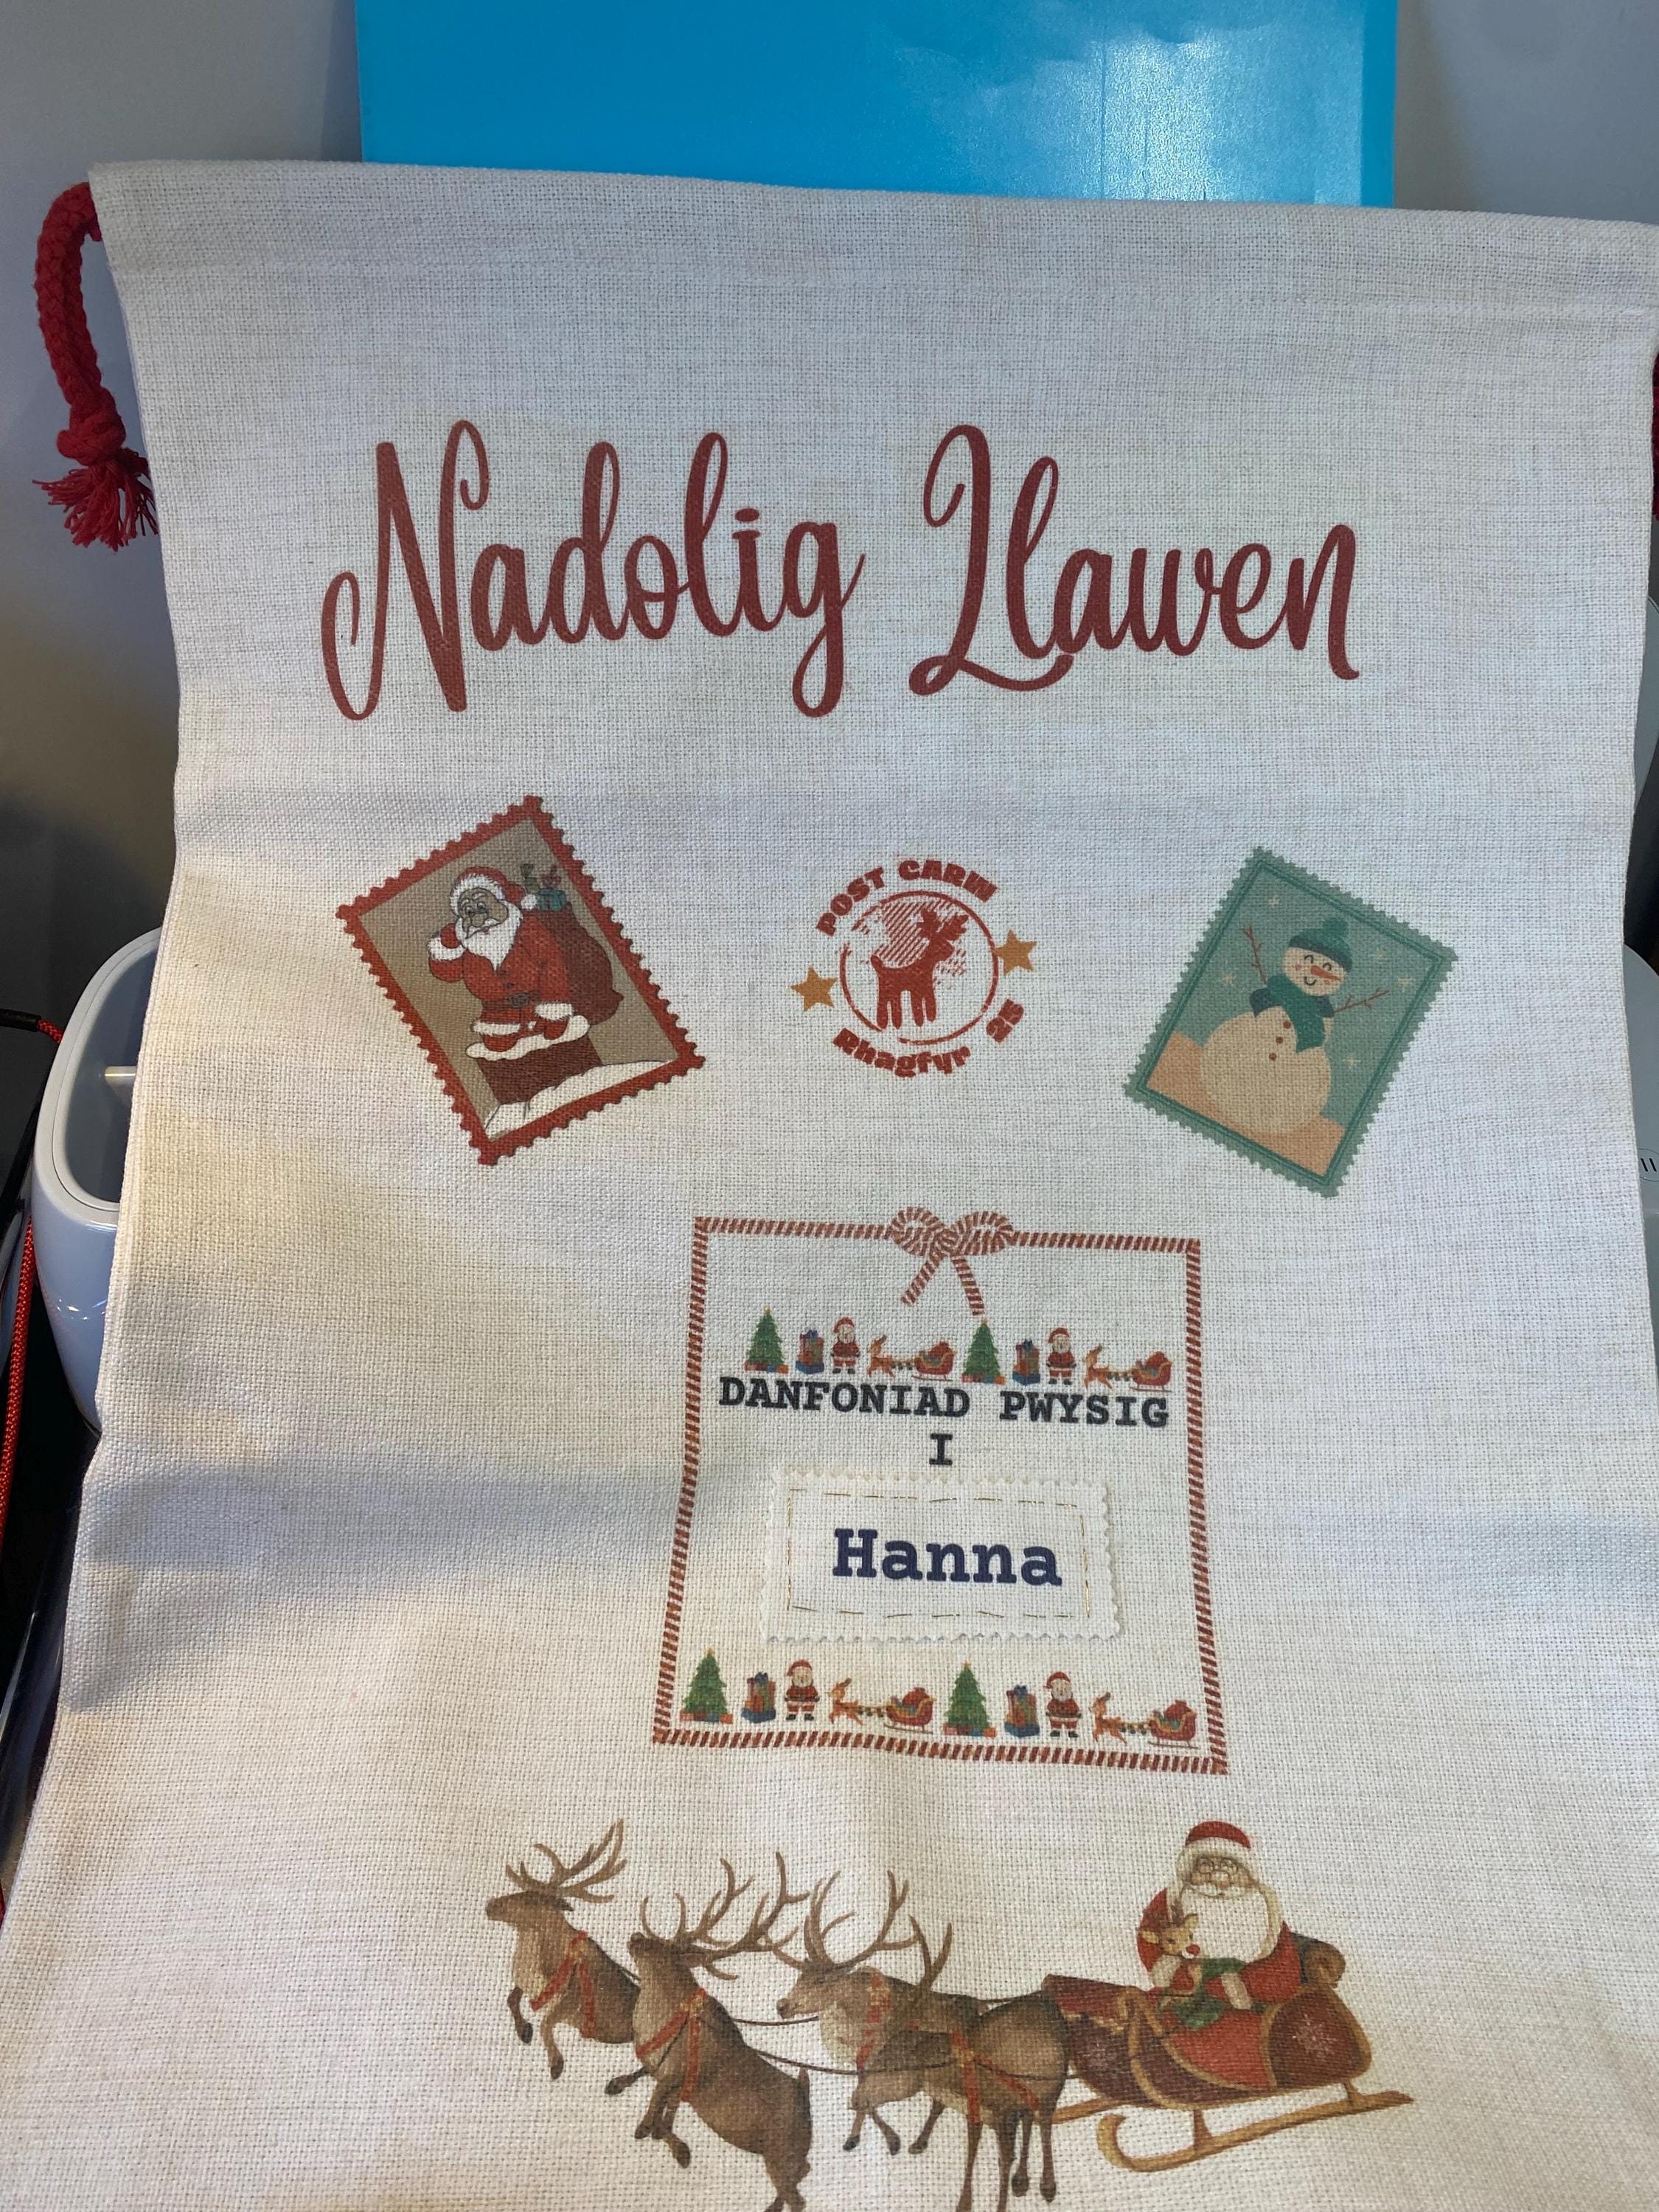 Nadolig Llawen
POST CARW
Rhagfyr 25
DANFONIAD PWYSIG
I
Hanna